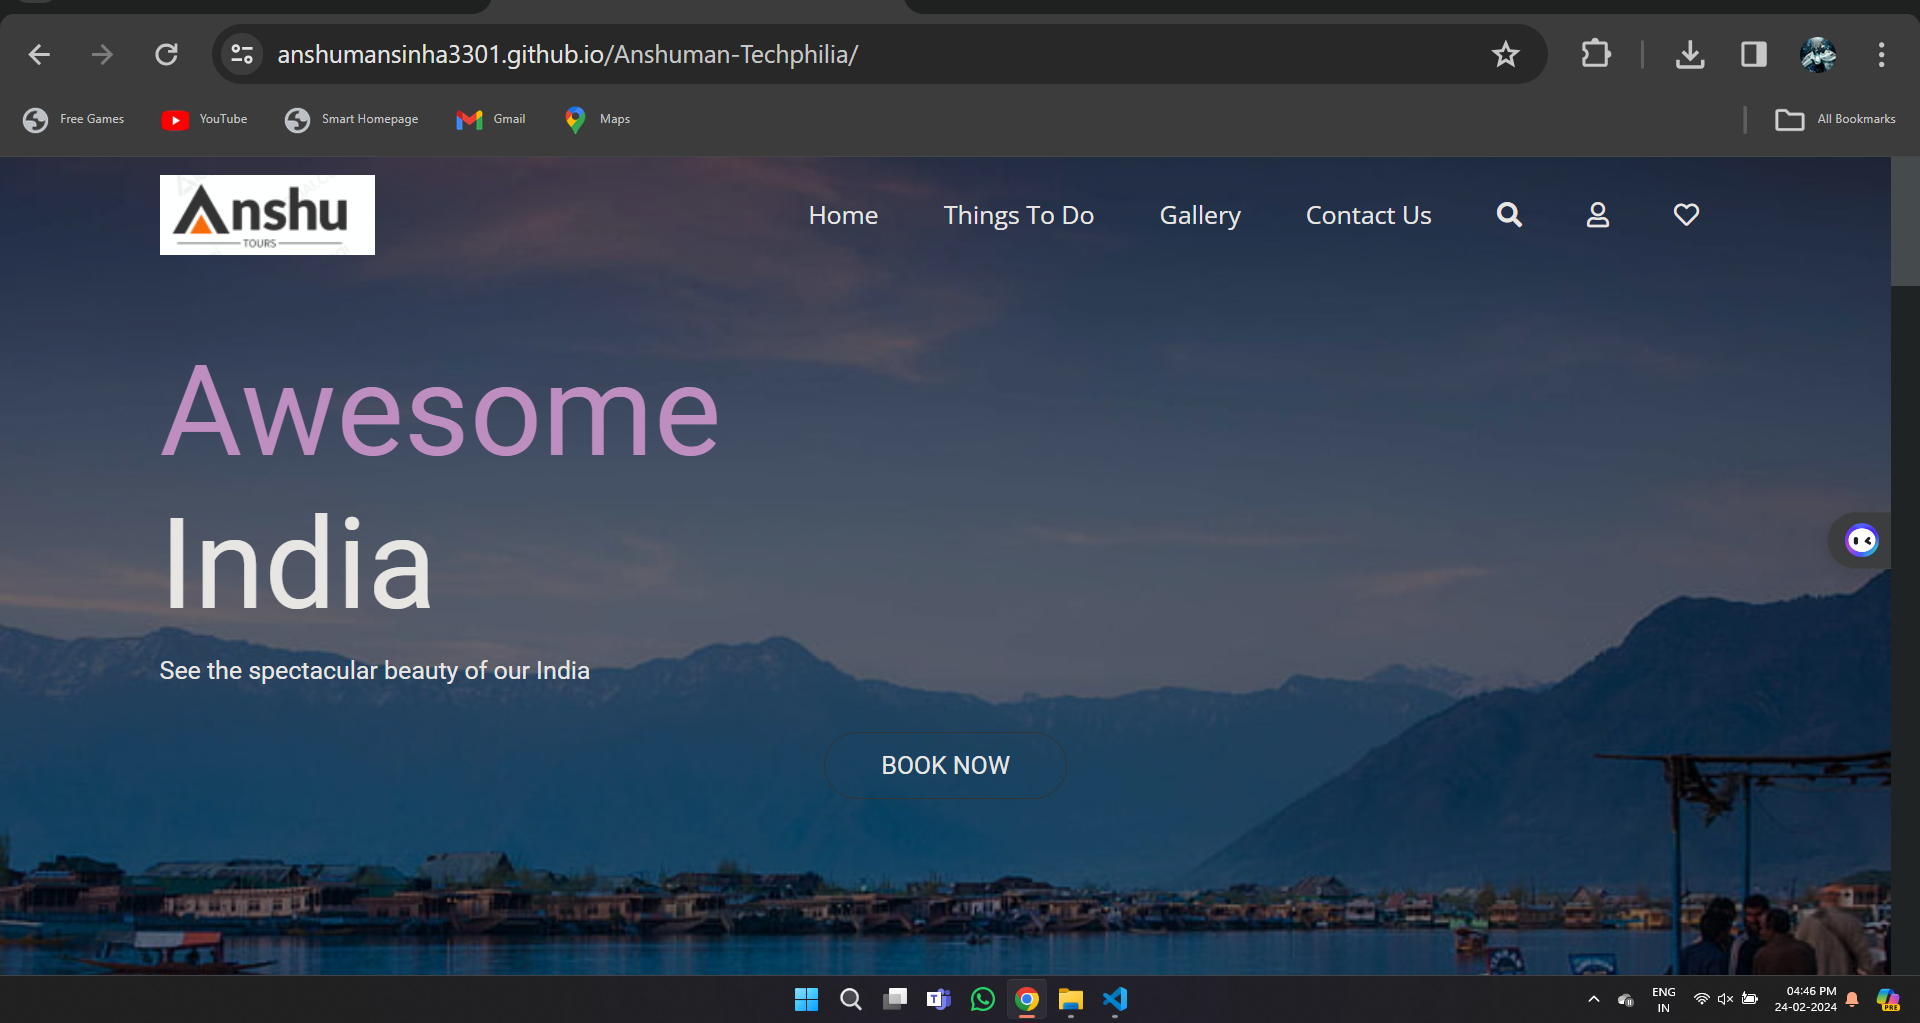 anshumansinha3301.github.io/Anshuman-Techphilia/
Free Games YouTube Smart Homepage Gmail Maps All Bookmarks
Anshu
TOURS
Home Things To Do Gallery Contact Us
Awesome
India
See the spectacular beauty of our India
BOOK NOW
ENG
IN
04:46 PM
24-02-2024